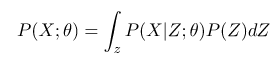 P(X; θ) = ∫_z P(X|Z; θ)P(Z)dZ